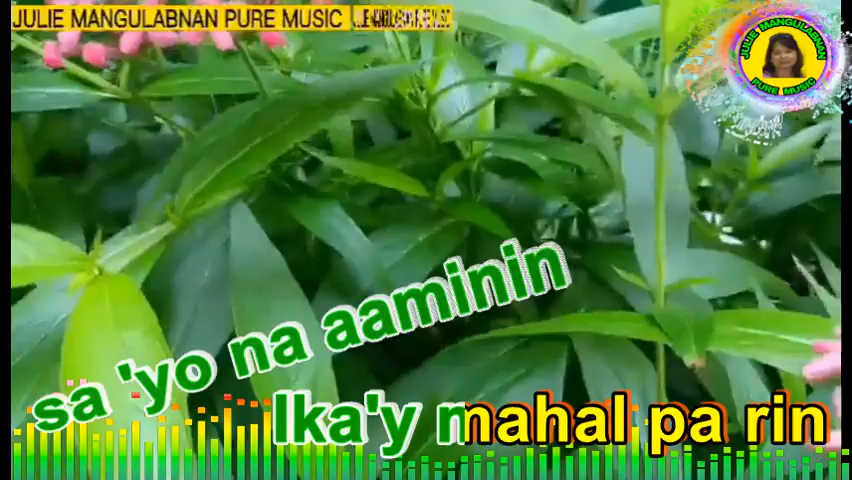 JULIE MANGULABNAN PURE MUSIC
JULIE MANGULABNAN
PURE MUSIC
sa 'yo na aaminin
Ika'y mahal pa rin